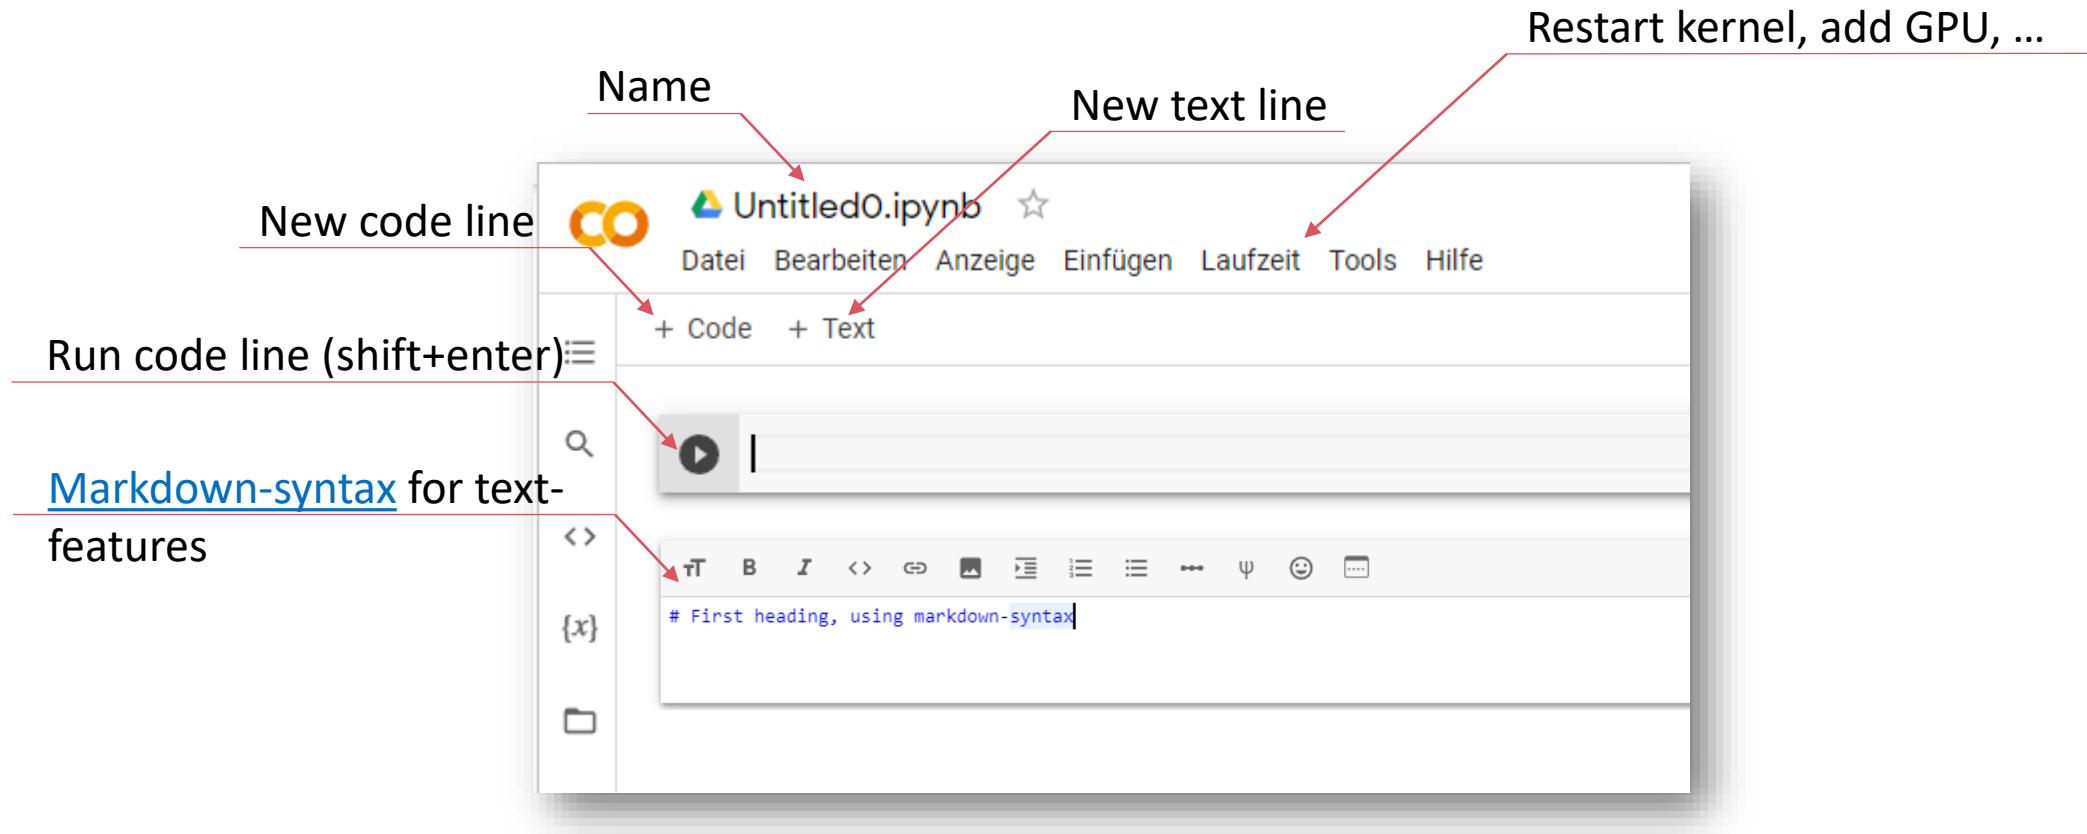 Restart kernel, add GPU, ...
Name
New text line
New code line
Untitled0.ipynb
Datei Bearbeiten Anzeige Einfügen Laufzeit Tools Hilfe
+ Code + Text
Run code line (shift+enter)
Markdown-syntax for text-
features
# First heading, using markdown-syntax